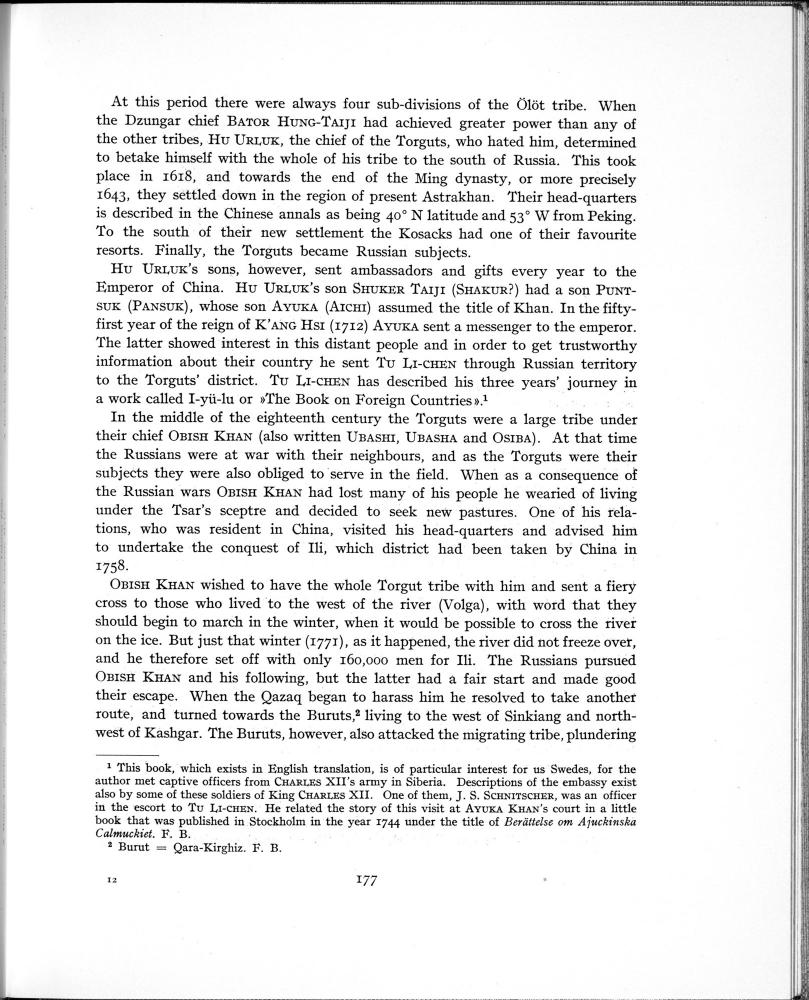 At this period there were always four sub-divisions of the Ölöt tribe. When
the Dzungar chief BATOR HUNG-TAIJI had achieved greater power than any of
the other tribes, HU URLUK, the chief of the Torguts, who hated him, determined
to betake himself with the whole of his tribe to the south of Russia. This took
place in 1618, and towards the end of the Ming dynasty, or more precisely
1643, they settled down in the region of present Astrakhan. Their head-quarters
is described in the Chinese annals as being 40° N latitude and 53° W from Peking.
To the south of their new settlement the Kosacks had one of their favourite
resorts. Finally, the Torguts became Russian subjects.
HU URLUK's sons, however, sent ambassadors and gifts every year to the
Emperor of China. HU URLUK's son SHUKER TAIJI (SHAKUR?) had a son PUNT-
SUK (PANSUK), whose son AYUKA (AICHI) assumed the title of Khan. In the fifty-
first year of the reign of K'ANG HSI (1712) AYUKA sent a messenger to the emperor.
The latter showed interest in this distant people and in order to get trustworthy
information about their country he sent TU LI-CHEN through Russian territory
to the Torguts' district. TU LI-CHEN has described his three years' journey in
a work called I-yü-lu or »The Book on Foreign Countries».¹
In the middle of the eighteenth century the Torguts were a large tribe under
their chief OBISH KHAN (also written UBASHI, UBASHA and OSIBA). At that time
the Russians were at war with their neighbours, and as the Torguts were their
subjects they were also obliged to serve in the field. When as a consequence of
the Russian wars OBISH KHAN had lost many of his people he wearied of living
under the Tsar's sceptre and decided to seek new pastures. One of his rela-
tions, who was resident in China, visited his head-quarters and advised him
to undertake the conquest of Ili, which district had been taken by China in
1758.
OBISH KHAN wished to have the whole Torgut tribe with him and sent a fiery
cross to those who lived to the west of the river (Volga), with word that they
should begin to march in the winter, when it would be possible to cross the river
on the ice. But just that winter (1771), as it happened, the river did not freeze over,
and he therefore set off with only 160,000 men for Ili. The Russians pursued
OBISH KHAN and his following, but the latter had a fair start and made good
their escape. When the Qazaq began to harass him he resolved to take another
route, and turned towards the Buruts,² living to the west of Sinkiang and north-
west of Kashgar. The Buruts, however, also attacked the migrating tribe, plundering
¹ This book, which exists in English translation, is of particular interest for us Swedes, for the
author met captive officers from CHARLES XII's army in Siberia. Descriptions of the embassy exist
also by some of these soldiers of King CHARLES XII. One of them, J. S. SCHNITSCHER, was an officer
in the escort to TU LI-CHEN. He related the story of this visit at AYUKA KHAN's court in a little
book that was published in Stockholm in the year 1744 under the title of Berättelse om Ajuckinska
Calmuckiet. F. B.
² Burut = Qara-Kirghiz. F. B.
12 177